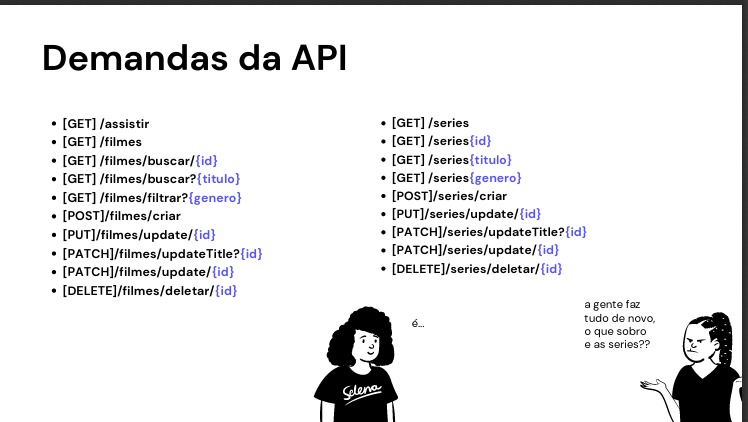 Demandas da API
• [GET] /assistir
• [GET] /filmes
• [GET] /filmes/buscar/{id}
• [GET] /filmes/buscar?{titulo}
• [GET] /filmes/filtrar?{genero}
• [POST]/filmes/criar
• [PUT]/filmes/update/{id}
• [PATCH]/filmes/updateTitle?{id}
• [PATCH]/filmes/update/{id}
• [DELETE]/filmes/deletar/{id}
• [GET] /series
• [GET] /series{id}
• [GET] /series{titulo}
• [GET] /series{genero}
• [POST]/series/criar
• [PUT]/series/update/{id}
• [PATCH]/series/updateTitle?{id}
• [PATCH]/series/update/{id}
• [DELETE]/series/deletar/{id}
é...
a gente faz
tudo de novo,
o que sobro
e as series??
Selena